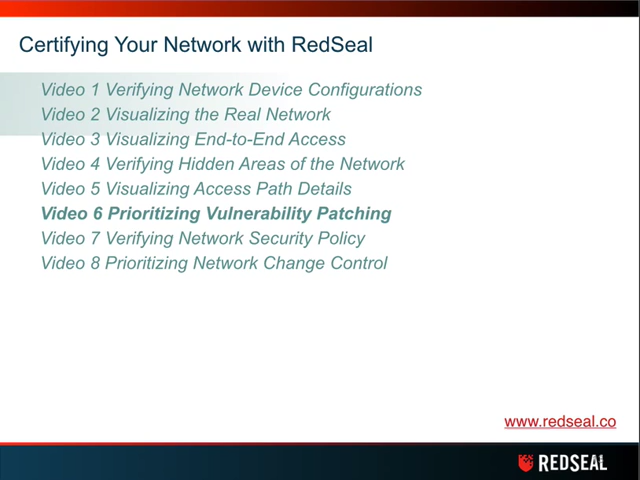 Certifying Your Network with RedSeal
Video 1 Verifying Network Device Configurations
Video 2 Visualizing the Real Network
Video 3 Visualizing End-to-End Access
Video 4 Verifying Hidden Areas of the Network
Video 5 Visualizing Access Path Details
Video 6 Prioritizing Vulnerability Patching
Video 7 Verifying Network Security Policy
Video 8 Prioritizing Network Change Control
www.redseal.co
REDSEAL